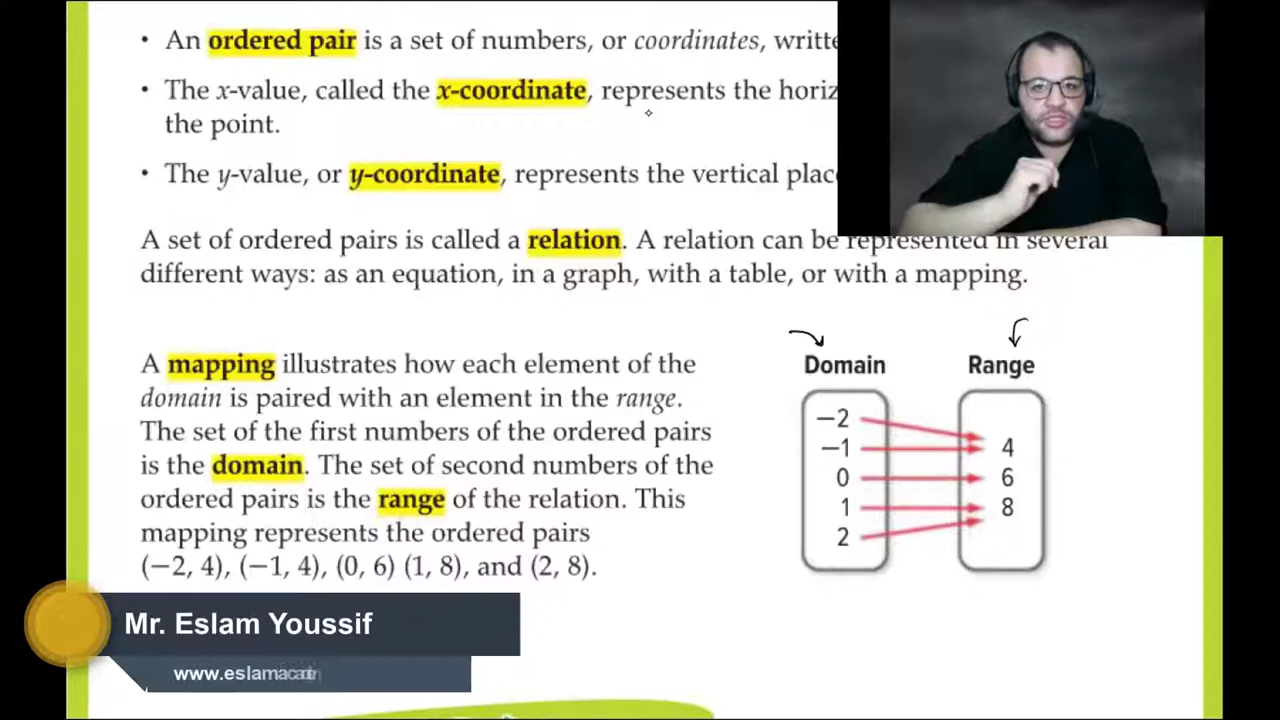 • An ordered pair is a set of numbers, or coordinates, writte
• The x-value, called the x-coordinate, represents the horiz
the point.
• The y-value, or y-coordinate, represents the vertical plac
A set of ordered pairs is called a relation. A relation can be represented in several
different ways: as an equation, in a graph, with a table, or with a mapping.
A mapping illustrates how each element of the
domain is paired with an element in the range.
The set of the first numbers of the ordered pairs
is the domain. The set of second numbers of the
ordered pairs is the range of the relation. This
mapping represents the ordered pairs
(−2, 4), (−1, 4), (0, 6) (1, 8), and (2, 8).
Domain Range
−2
−1 4
0 6
1 8
2
Mr. Eslam Youssif